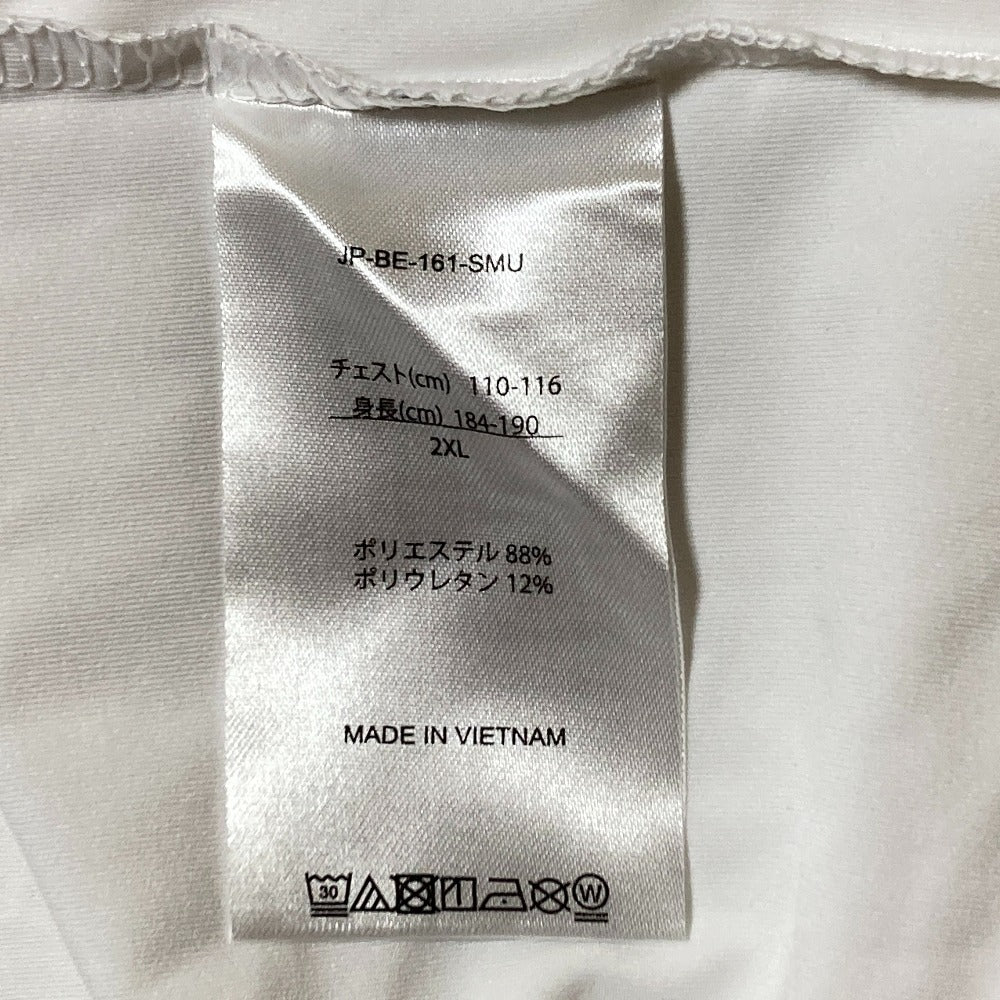 JP-BE-161-SMU
チェスト(cm) 110-116
身長(cm) 184-190
2XL
ポリエステル 88%
ポリウレタン 12%
MADE IN VIETNAM
30 W